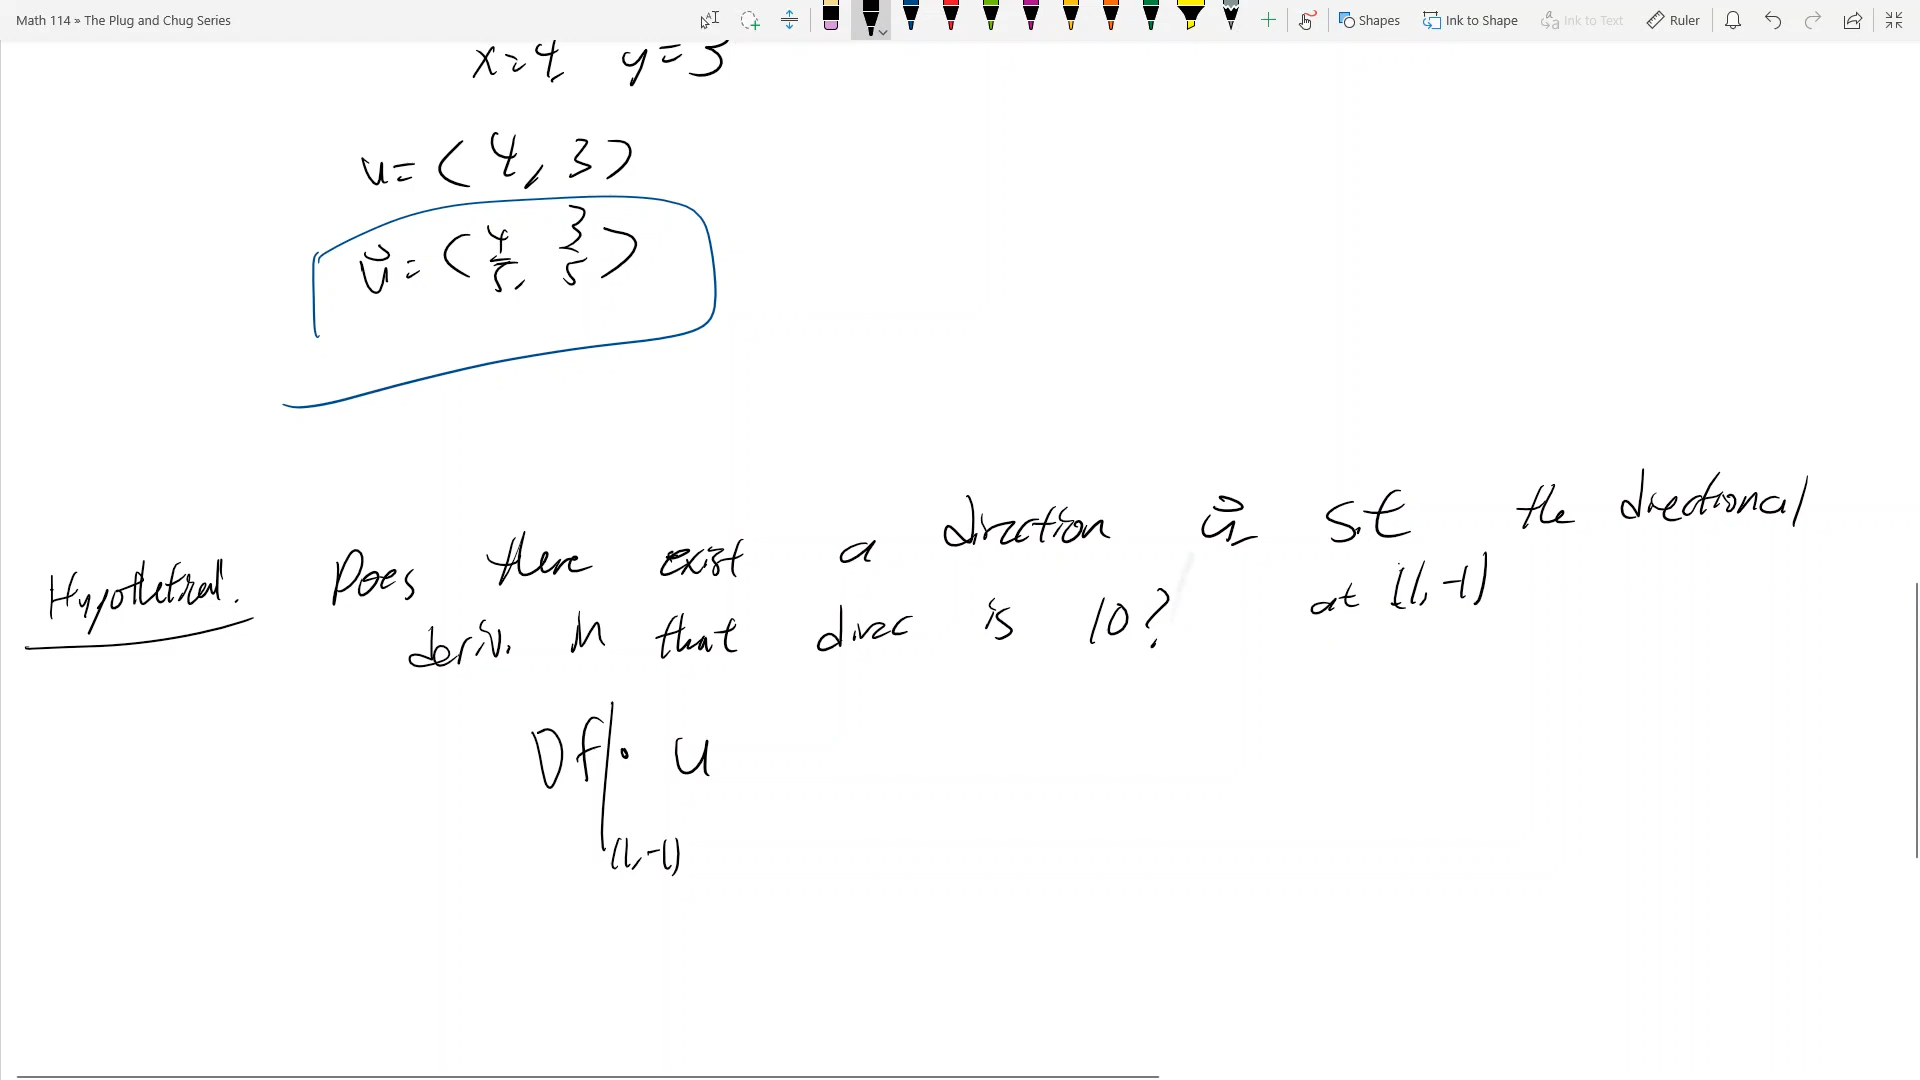 Math 114 » The Plug and Chug Series
Shapes Ink to Shape Ink to Text Ruler
x=4, y=3
u= ( 4, 3 )
u = ( 4/5, 3/5 )
Hypothetical. Does there exist a direction u s.t the directional
deriv. in that direc is 10? at (1, -1)
Df|(1,-1) · u